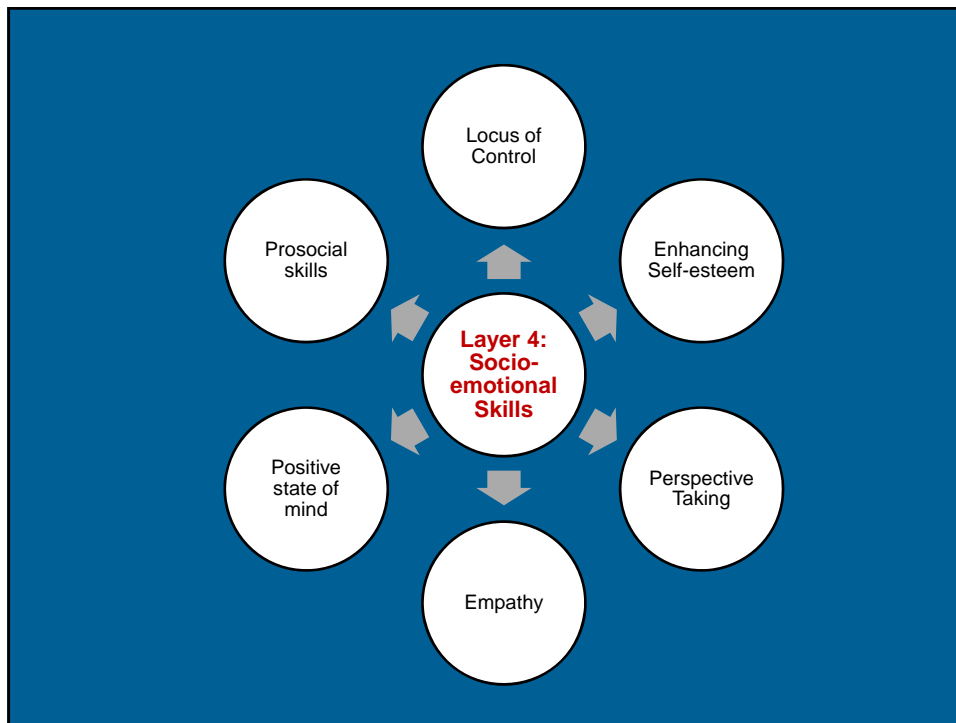 Locus of
Control
Prosocial
skills
Enhancing
Self-esteem
Layer 4:
Socio-
emotional
Skills
Positive
state of
mind
Perspective
Taking
Empathy